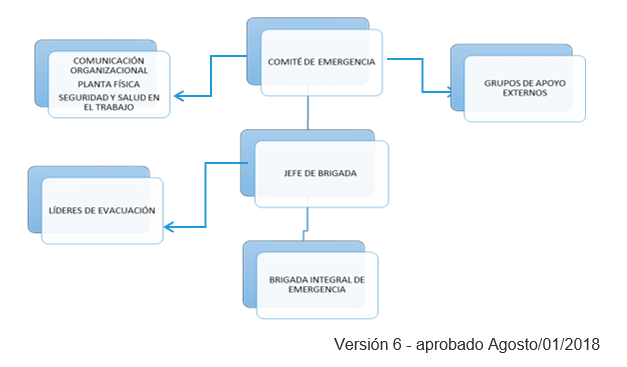 COMUNICACIÓN
ORGANIZACIONAL
PLANTA FÍSICA
SEGURIDAD Y SALUD EN
EL TRABAJO
COMITÉ DE EMERGENCIA
GRUPOS DE APOYO
EXTERNOS
JEFE DE BRIGADA
LÍDERES DE EVACUACIÓN
BRIGADA INTEGRAL DE
EMERGENCIA
Versión 6 - aprobado Agosto/01/2018